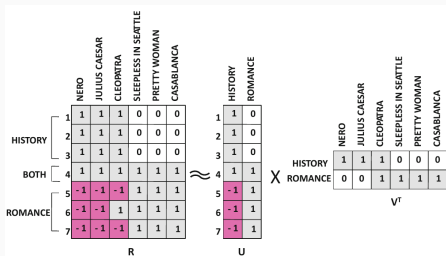 NERO
JULIUS CAESAR
CLEOPATRA
SLEEPLESS IN SEATTLE
PRETTY WOMAN
CASABLANCA
HISTORY
ROMANCE
NERO
JULIUS CAESAR
CLEOPATRA
SLEEPLESS IN SEATTLE
PRETTY WOMAN
CASABLANCA
1 1 1 1 0 0 0
2 1 1 1 0 0 0
3 1 1 1 0 0 0
4 1 1 1 1 1 1
5 -1 -1 -1 1 1 1
6 -1 -1 1 1 1 1
7 -1 -1 -1 1 1 1
HISTORY
BOTH
ROMANCE
R
≈
1 1 0
2 1 0
3 1 0
4 1 1
5 -1 1
6 -1 1
7 -1 1
U
X
HISTORY 1 1 1 0 0 0
ROMANCE 0 0 1 1 1 1
Vᵀ